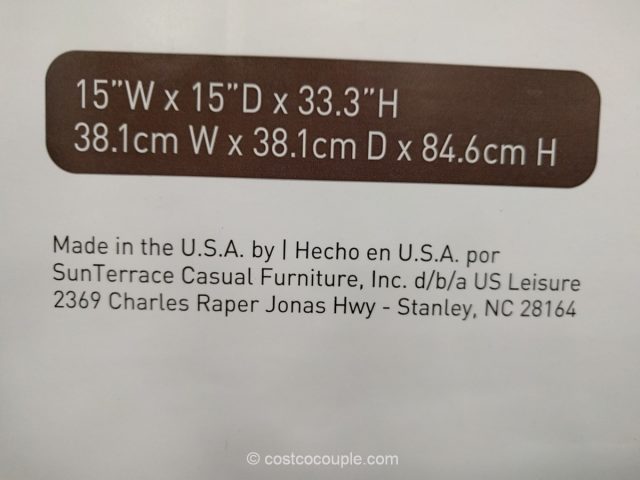 15"W x 15"D x 33.3"H
38.1cm W x 38.1cm D x 84.6cm H
Made in the U.S.A. by | Hecho en U.S.A. por
SunTerrace Casual Furniture, Inc. d/b/a US Leisure
2369 Charles Raper Jonas Hwy - Stanley, NC 28164
© costcocouple.com